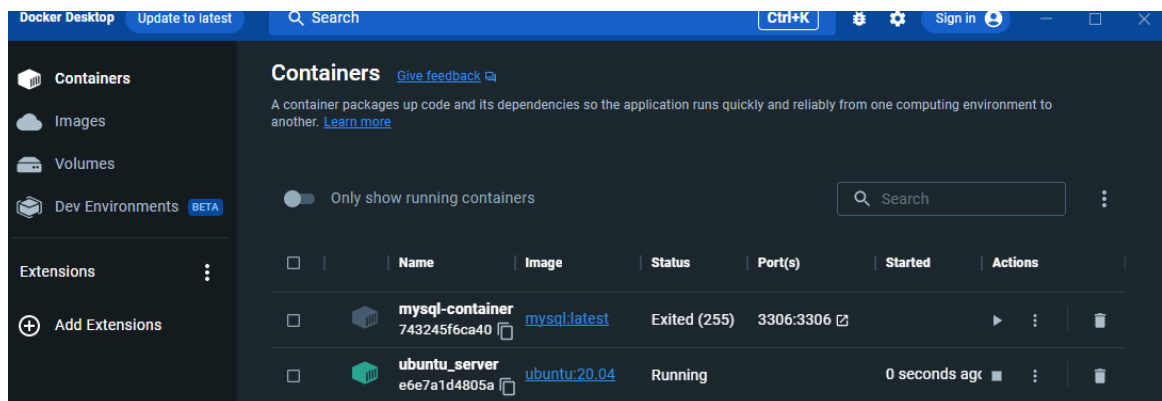 Docker Desktop Update to latest Search Ctrl+K Sign in
Containers
Images
Volumes
Dev Environments BETA
Extensions
Add Extensions
Containers Give feedback
A container packages up code and its dependencies so the application runs quickly and reliably from one computing environment to
another. Learn more
Only show running containers Search
Name Image Status Port(s) Started Actions
mysql-container
743245f6ca40 mysql:latest Exited (255) 3306:3306
ubuntu_server
e6e7a1d4805a ubuntu:20.04 Running 0 seconds ago